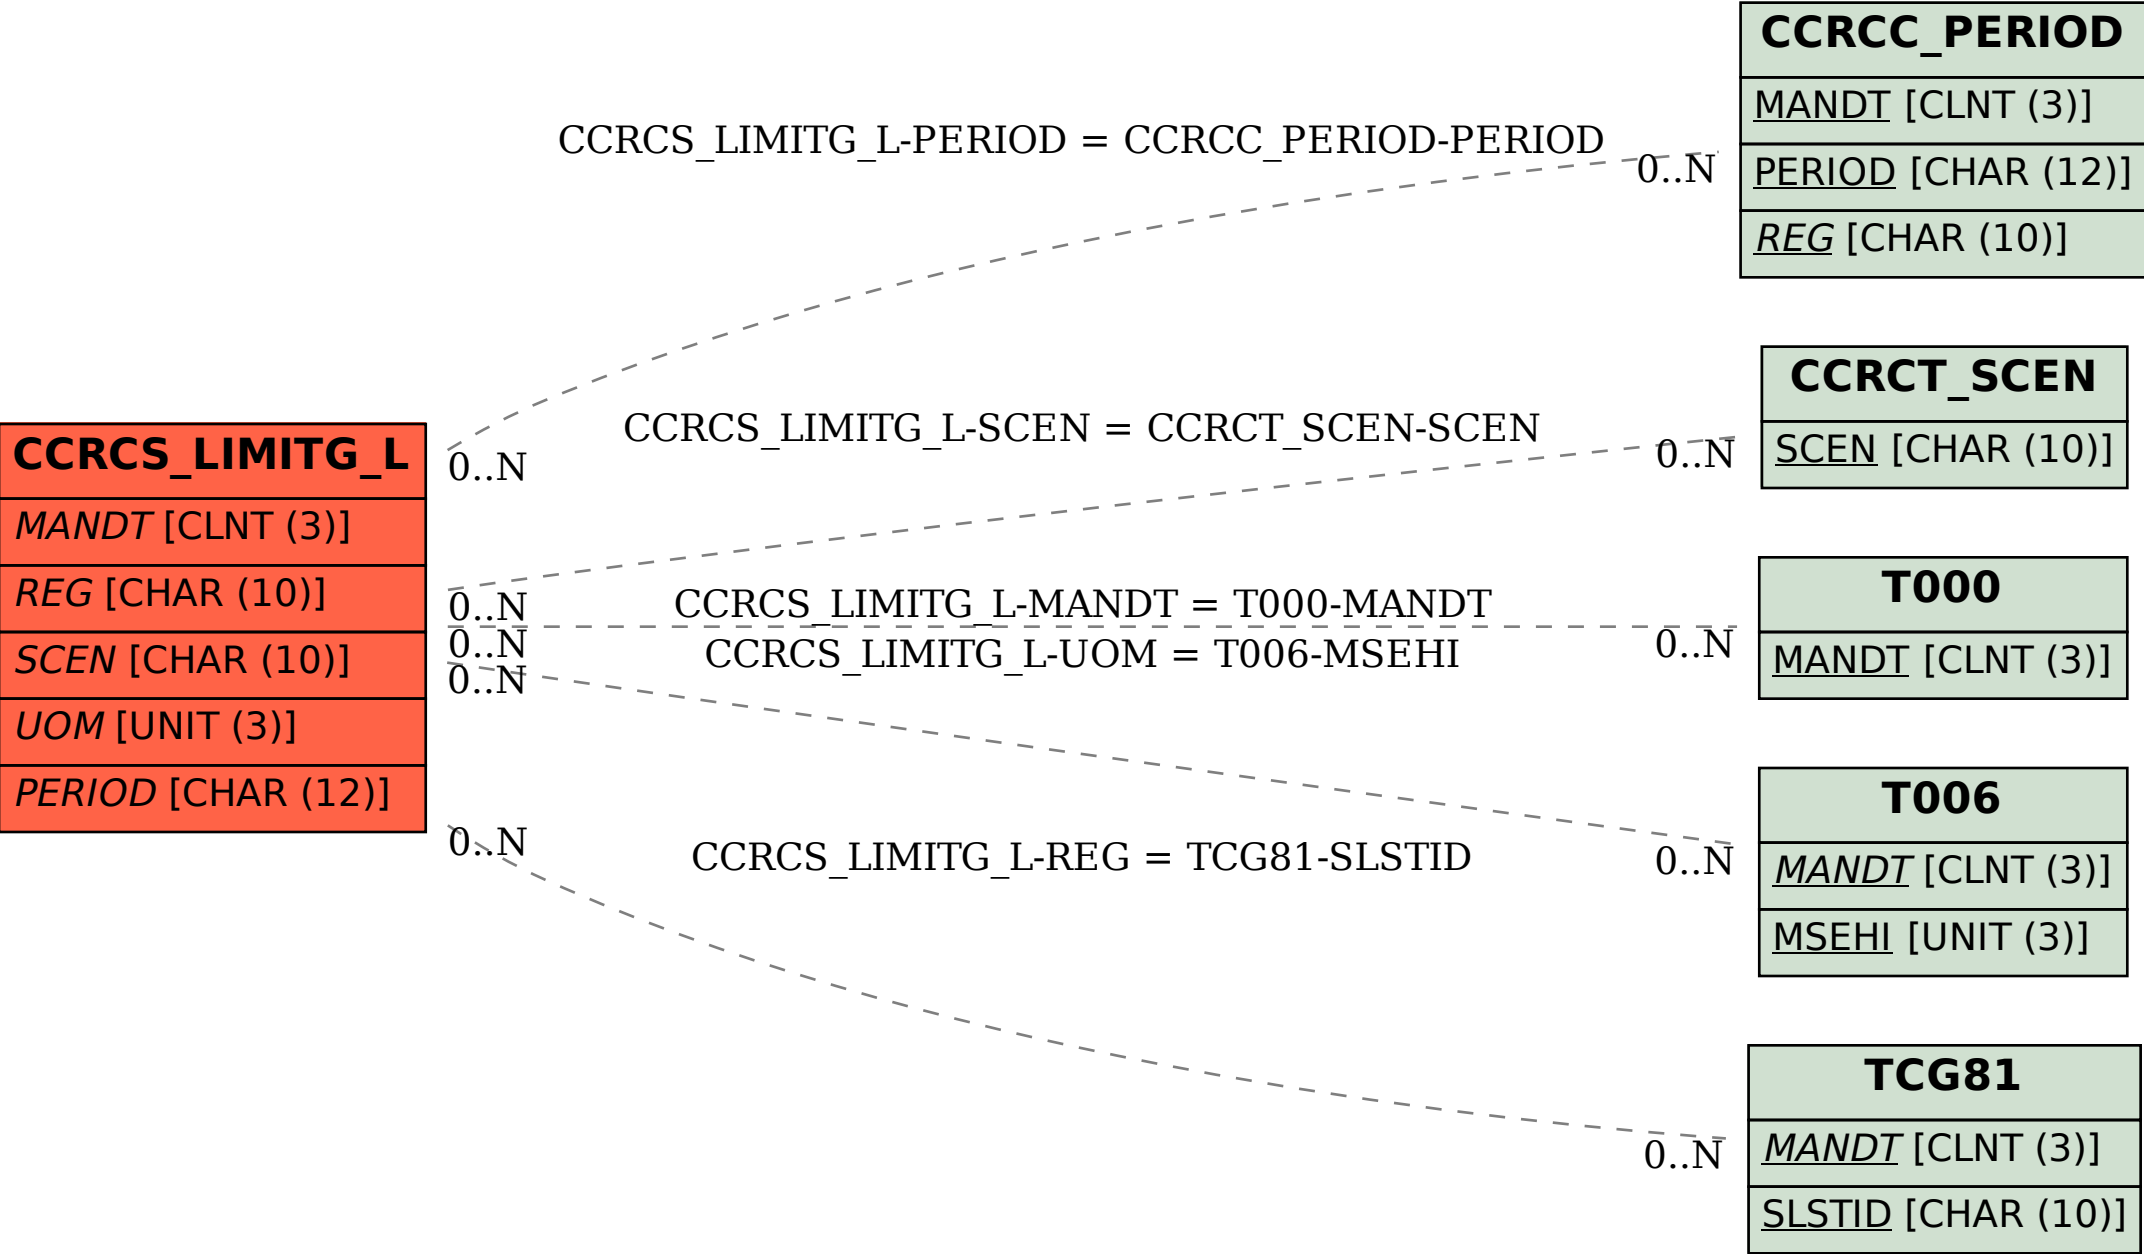 CCRCC_PERIOD
MANDT [CLNT (3)]
PERIOD [CHAR (12)]
REG [CHAR (10)]
CCRCS_LIMITG_L-PERIOD = CCRCC_PERIOD-PERIOD
0..N
0..N
CCRCT_SCEN
SCEN [CHAR (10)]
CCRCS_LIMITG_L-SCEN = CCRCT_SCEN-SCEN
0..N
0..N
CCRCS_LIMITG_L
MANDT [CLNT (3)]
REG [CHAR (10)]
SCEN [CHAR (10)]
UOM [UNIT (3)]
PERIOD [CHAR (12)]
T000
MANDT [CLNT (3)]
CCRCS_LIMITG_L-MANDT = T000-MANDT
0..N
0..N
CCRCS_LIMITG_L-UOM = T006-MSEHI
0..N
0..N
T006
MANDT [CLNT (3)]
MSEHI [UNIT (3)]
CCRCS_LIMITG_L-REG = TCG81-SLSTID
0..N
0..N
TCG81
MANDT [CLNT (3)]
SLSTID [CHAR (10)]